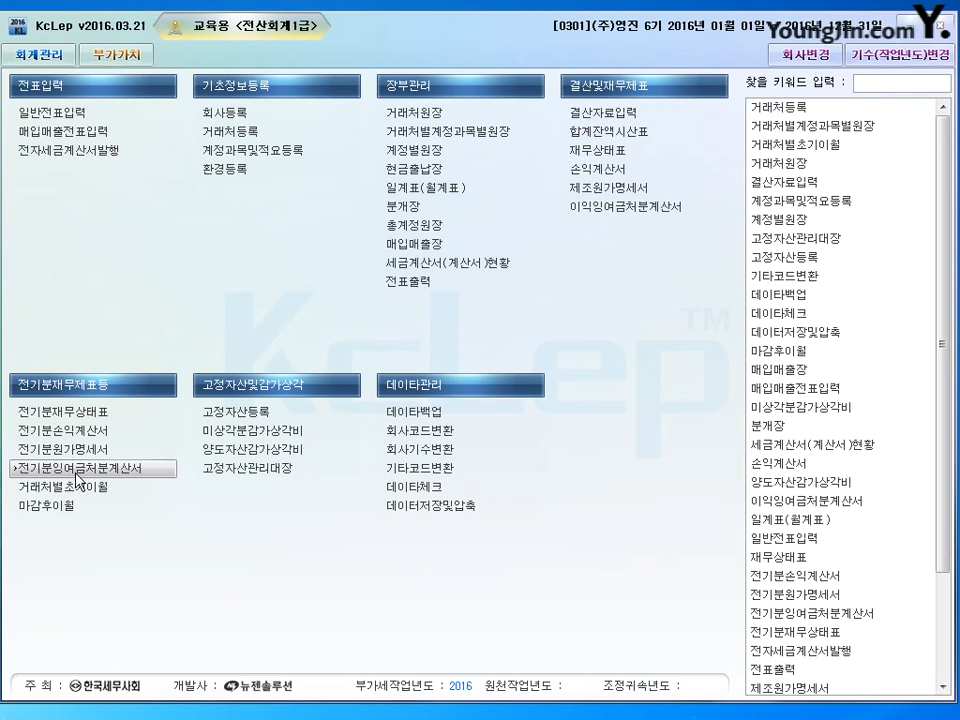 2016 KL KcLep v2016.03.21 교육용 <전산회계1급> [0301](주)영진 6기 2016년 01월 01일 ~ 2016년 12월 31일
Youngjin.com Y.
회계관리 부가가치 회사변경 기수(작업년도)변경
전표입력
일반전표입력
매입매출전표입력
전자세금계산서발행
기초정보등록
회사등록
거래처등록
계정과목및적요등록
환경등록
장부관리
거래처원장
거래처별계정과목별원장
계정별원장
현금출납장
일계표(월계표)
분개장
총계정원장
매입매출장
세금계산서(계산서)현황
전표출력
결산및재무제표
결산자료입력
합계잔액시산표
재무상태표
손익계산서
제조원가명세서
이익잉여금처분계산서
전기분재무제표등
전기분재무상태표
전기분손익계산서
전기분원가명세서
전기분잉여금처분계산서
거래처별초기이월
마감후이월
고정자산및감가상각
고정자산등록
미상각분감가상각비
양도자산감가상각비
고정자산관리대장
데이타관리
데이타백업
회사코드변환
회사기수변환
기타코드변환
데이타체크
데이터저장및압축
KcLep TM
찾을 키워드 입력 :
거래처등록
거래처별계정과목별원장
거래처별초기이월
거래처원장
결산자료입력
계정과목및적요등록
계정별원장
고정자산관리대장
고정자산등록
기타코드변환
데이타백업
데이타체크
데이터저장및압축
마감후이월
매입매출장
매입매출전표입력
미상각분감가상각비
분개장
세금계산서(계산서)현황
손익계산서
양도자산감가상각비
이익잉여금처분계산서
일계표(월계표)
일반전표입력
재무상태표
전기분손익계산서
전기분원가명세서
전기분잉여금처분계산서
전기분재무상태표
전자세금계산서발행
전표출력
제조원가명세서
주 최 : 한국세무사회 개발사 : 뉴젠솔루션 부가세작업년도 : 2016 원천작업년도 : 조정귀속년도 :